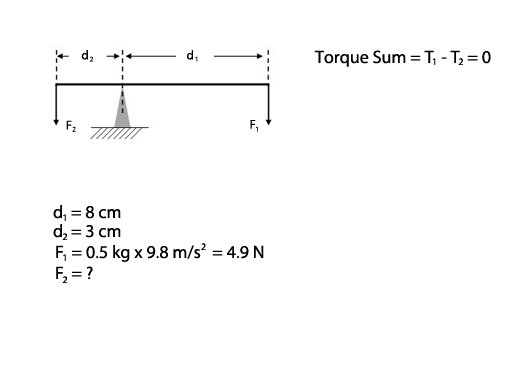 d₂ d₁
Torque Sum = T₁ - T₂ = 0
F₂ F₁
d₁ = 8 cm
d₂ = 3 cm
F₁ = 0.5 kg x 9.8 m/s² = 4.9 N
F₂ = ?